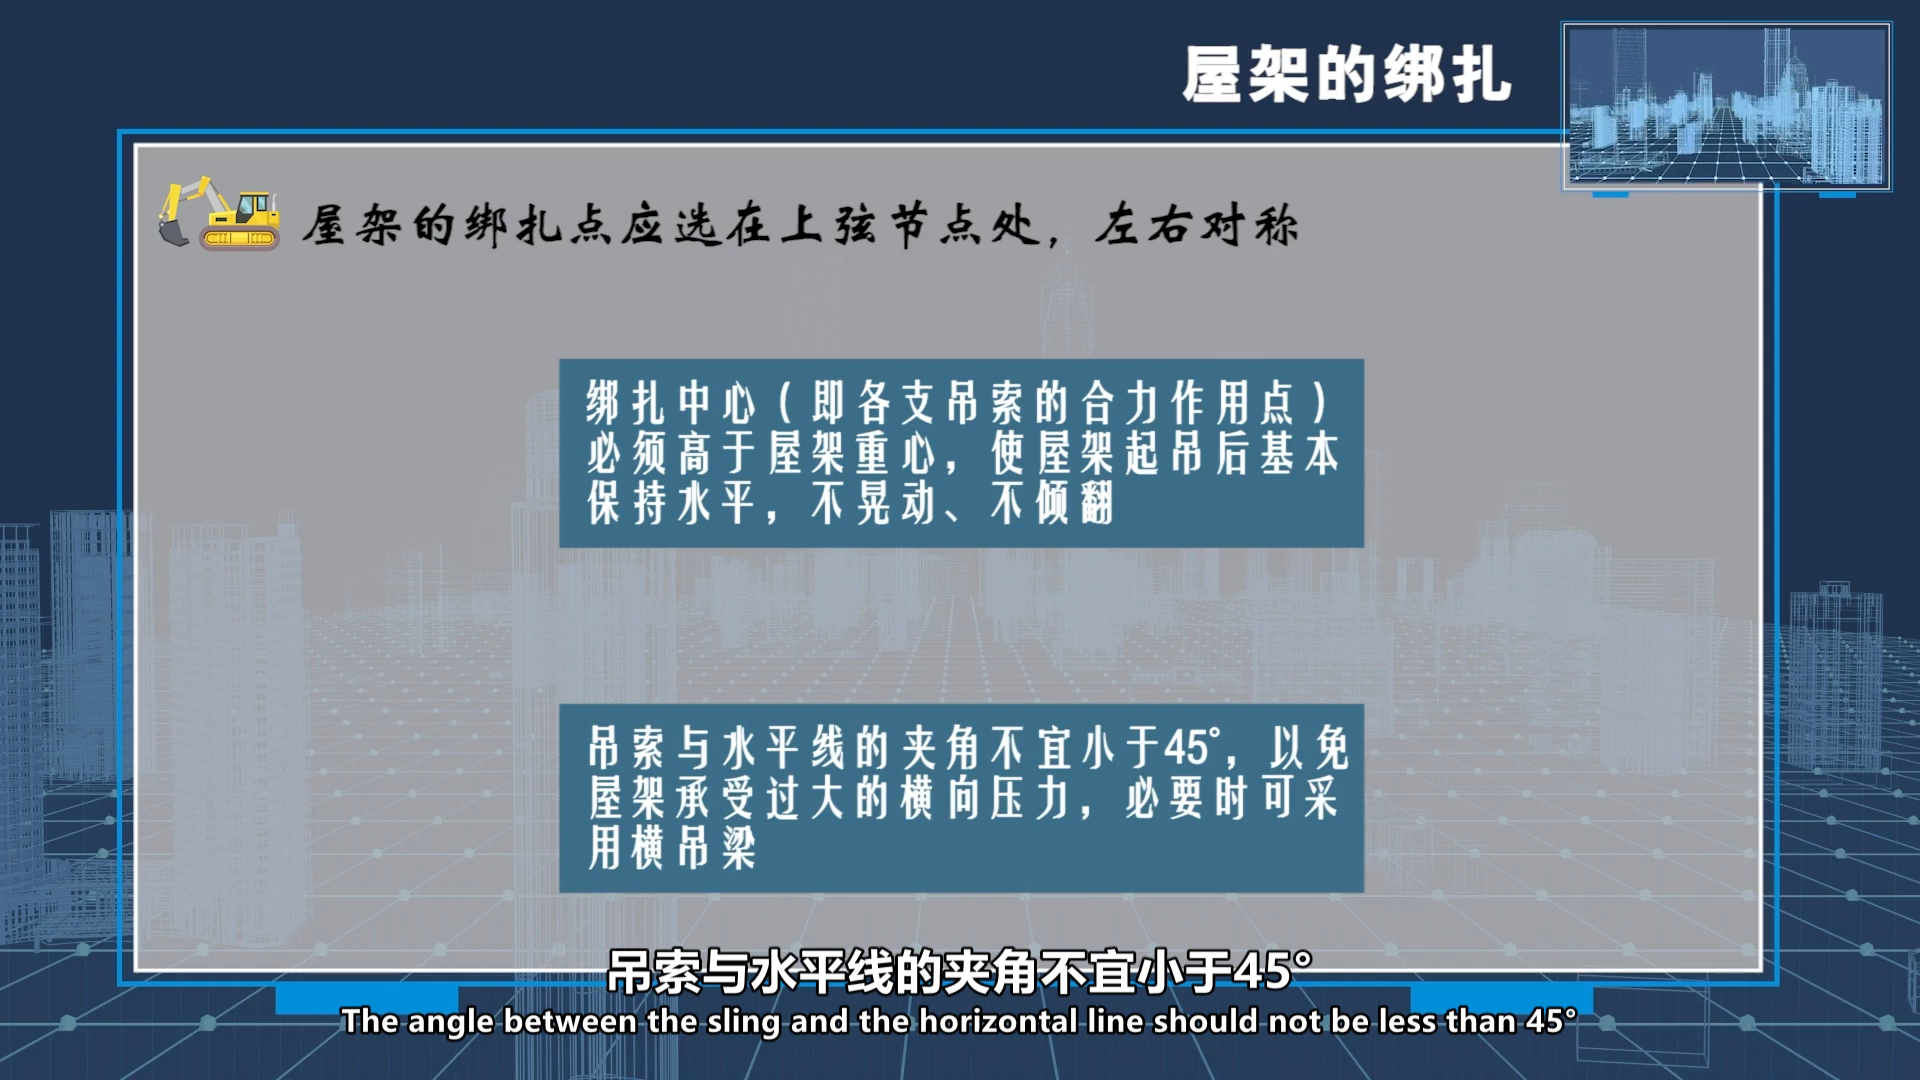 屋架的绑扎
屋架的绑扎点应选在上弦节点处，左右对称
绑扎中心（即各支吊索的合力作用点）
必须高于屋架重心，使屋架起吊后基本
保持水平，不晃动、不倾翻
吊索与水平线的夹角不宜小于45°，以免
屋架承受过大的横向压力，必要时可采
用横吊梁
吊索与水平线的夹角不宜小于45°
The angle between the sling and the horizontal line should not be less than 45°